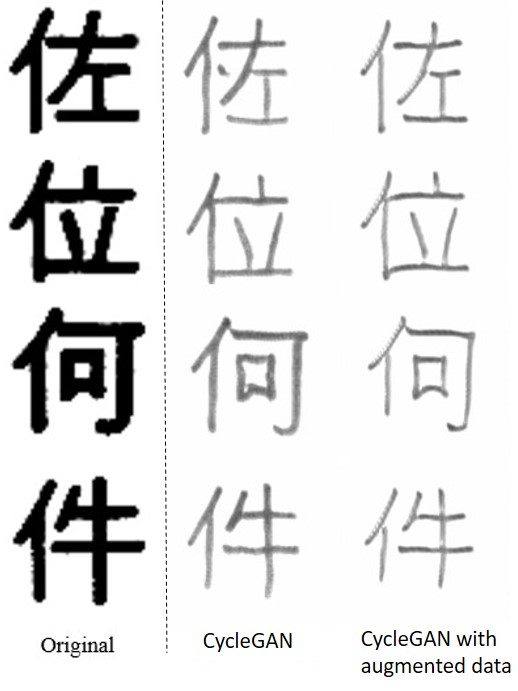 佐 佐 佐
位 位 位
何 何 何
件 件 件
Original CycleGAN CycleGAN with
augmented data